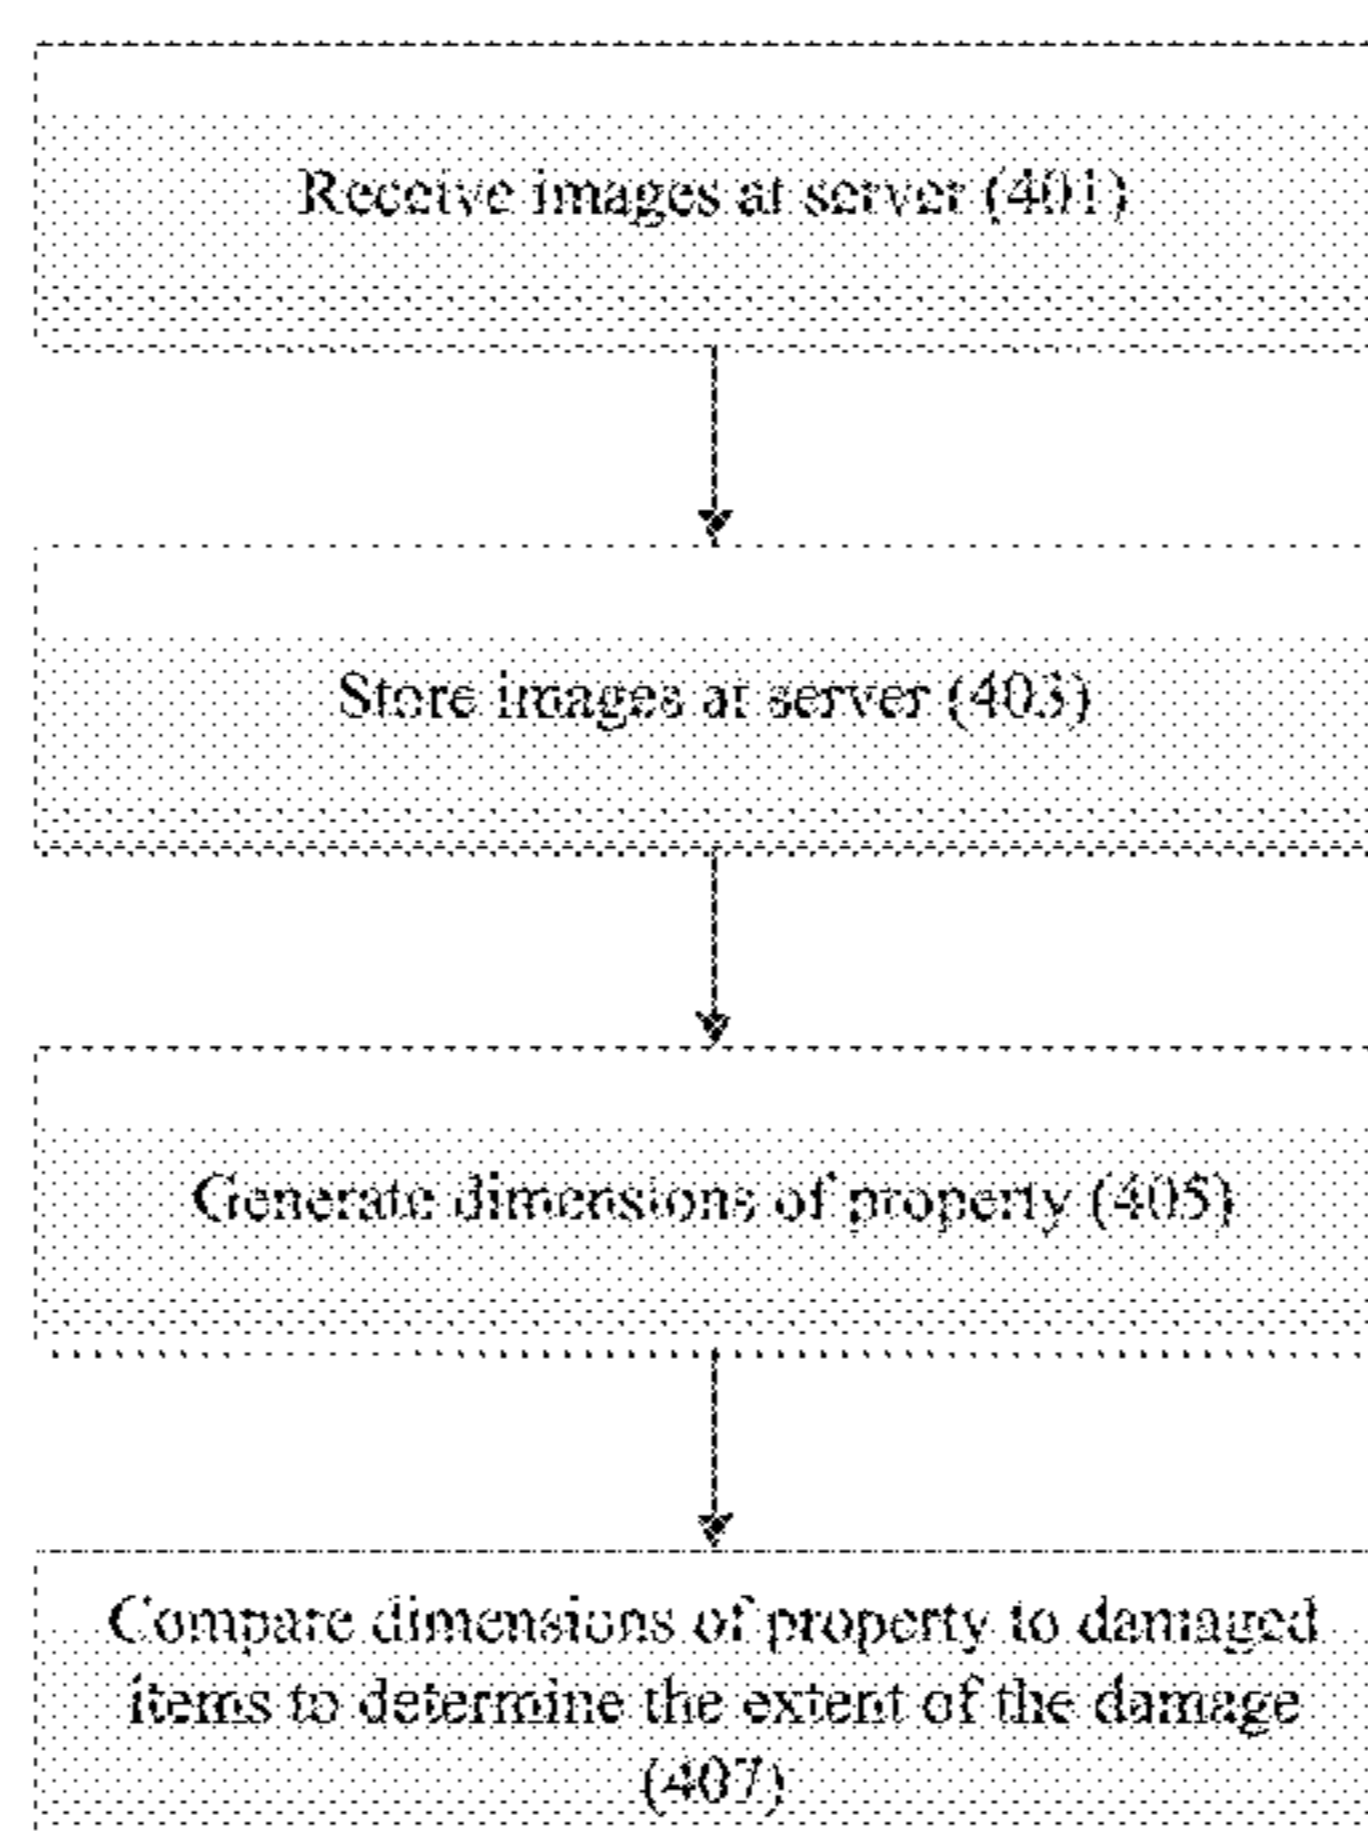 Receive images at server (401)
Store images at server (403)
Generate dimensions of property (405)
Compare dimensions of property to damaged
items to determine the extent of the damage
(407)